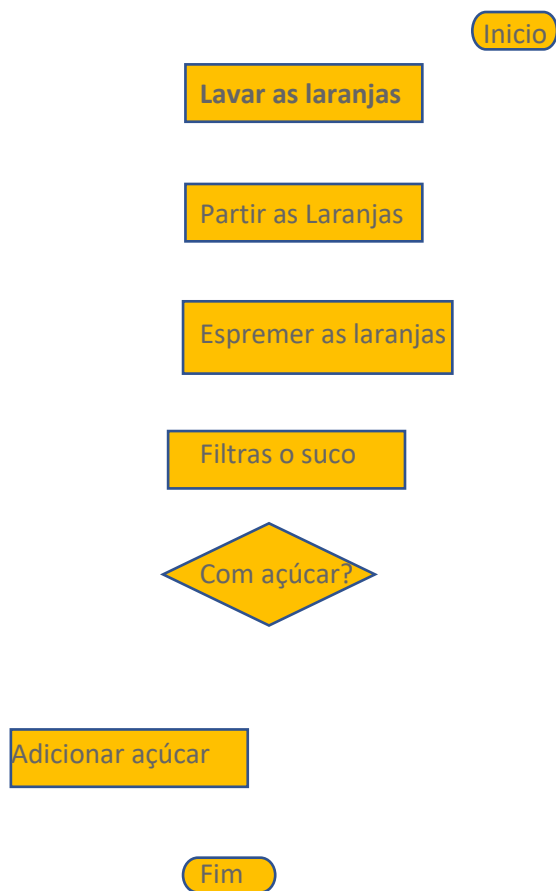 Inicio
Lavar as laranjas
Partir as Laranjas
Espremer as laranjas
Filtras o suco
Com açúcar?
Adicionar açúcar
Fim